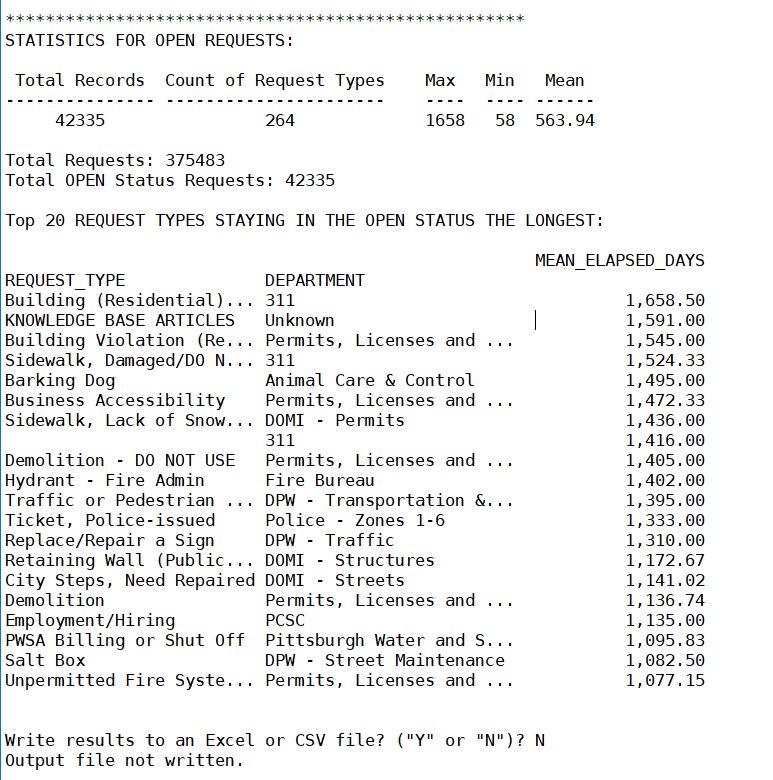 ****************************************************
STATISTICS FOR OPEN REQUESTS:
Total Records  Count of Request Types    Max   Min   Mean
--------------- ----------------------    ----  ---- ------
42335                264             1658   58  563.94
Total Requests: 375483
Total OPEN Status Requests: 42335
Top 20 REQUEST TYPES STAYING IN THE OPEN STATUS THE LONGEST:
MEAN_ELAPSED_DAYS
REQUEST_TYPE              DEPARTMENT
Building (Residential)... 311                                 1,658.50
KNOWLEDGE BASE ARTICLES   Unknown                             1,591.00
Building Violation (Re... Permits, Licenses and ...           1,545.00
Sidewalk, Damaged/DO N... 311                                 1,524.33
Barking Dog               Animal Care & Control               1,495.00
Business Accessibility    Permits, Licenses and ...           1,472.33
Sidewalk, Lack of Snow... DOMI - Permits                      1,436.00
311                                 1,416.00
Demolition - DO NOT USE   Permits, Licenses and ...           1,405.00
Hydrant - Fire Admin      Fire Bureau                         1,402.00
Traffic or Pedestrian ... DPW - Transportation &...           1,395.00
Ticket, Police-issued     Police - Zones 1-6                  1,333.00
Replace/Repair a Sign     DPW - Traffic                       1,310.00
Retaining Wall (Public... DOMI - Structures                   1,172.67
City Steps, Need Repaired DOMI - Streets                      1,141.02
Demolition                Permits, Licenses and ...           1,136.74
Employment/Hiring         PCSC                                1,135.00
PWSA Billing or Shut Off  Pittsburgh Water and S...           1,095.83
Salt Box                  DPW - Street Maintenance            1,082.50
Unpermitted Fire Syste... Permits, Licenses and ...           1,077.15
Write results to an Excel or CSV file? ("Y" or "N")? N
Output file not written.